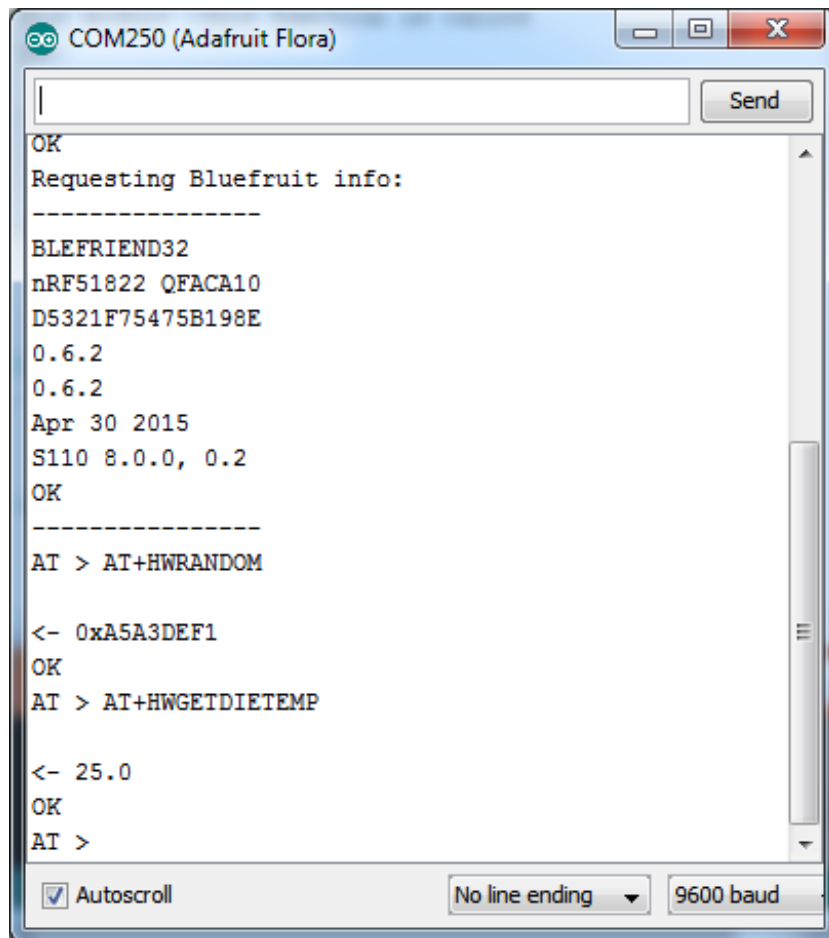 COM250 (Adafruit Flora)
Send
OK
Requesting Bluefruit info:
----------------
BLEFRIEND32
nRF51822 QFACA10
D5321F75475B198E
0.6.2
0.6.2
Apr 30 2015
S110 8.0.0, 0.2
OK
----------------
AT > AT+HWRANDOM
<- 0xA5A3DEF1
OK
AT > AT+HWGETDIETEMP
<- 25.0
OK
AT >
Autoscroll No line ending 9600 baud